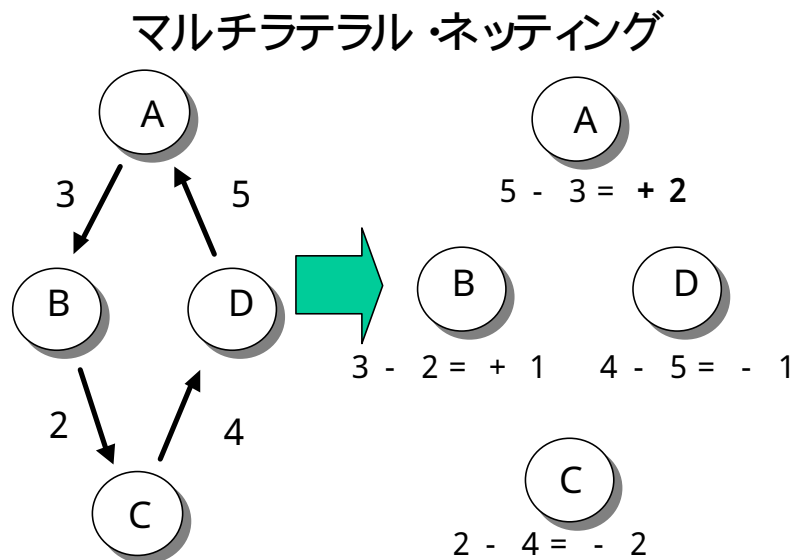 マルチラテラル・ネッティング
A
3
5
B
D
2
4
C
A
5 - 3 = + 2
B
3 - 2 = + 1
D
4 - 5 = - 1
C
2 - 4 = - 2